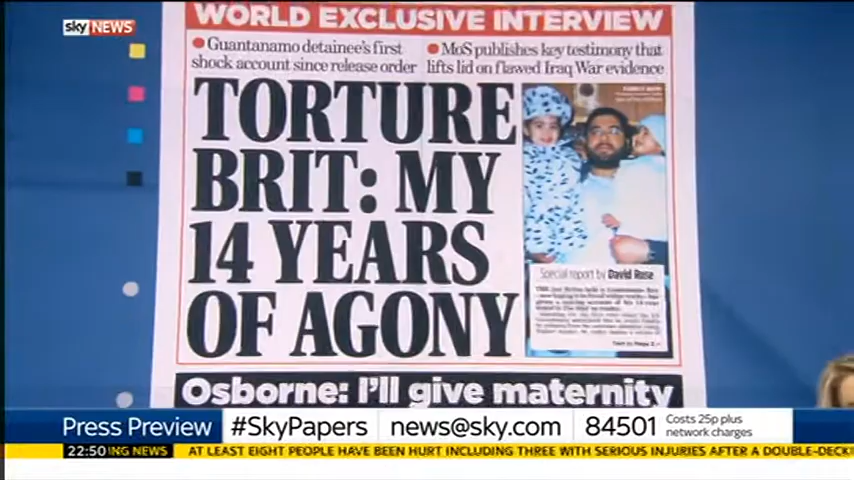 sky NEWS
WORLD EXCLUSIVE INTERVIEW
Guantanamo detainee's first
shock account since release order
MoS publishes key testimony that
lifts lid on flawed Iraq War evidence
TORTURE
BRIT: MY
14 YEARS
OF AGONY
Special report by David Rose
Osborne: I'll give maternity
Press Preview
#SkyPapers
news@sky.com
84501
Costs 25p plus
network charges
22:50
ING NEWS
AT LEAST EIGHT PEOPLE HAVE BEEN HURT INCLUDING THREE WITH SERIOUS INJURIES AFTER A DOUBLE-DECK